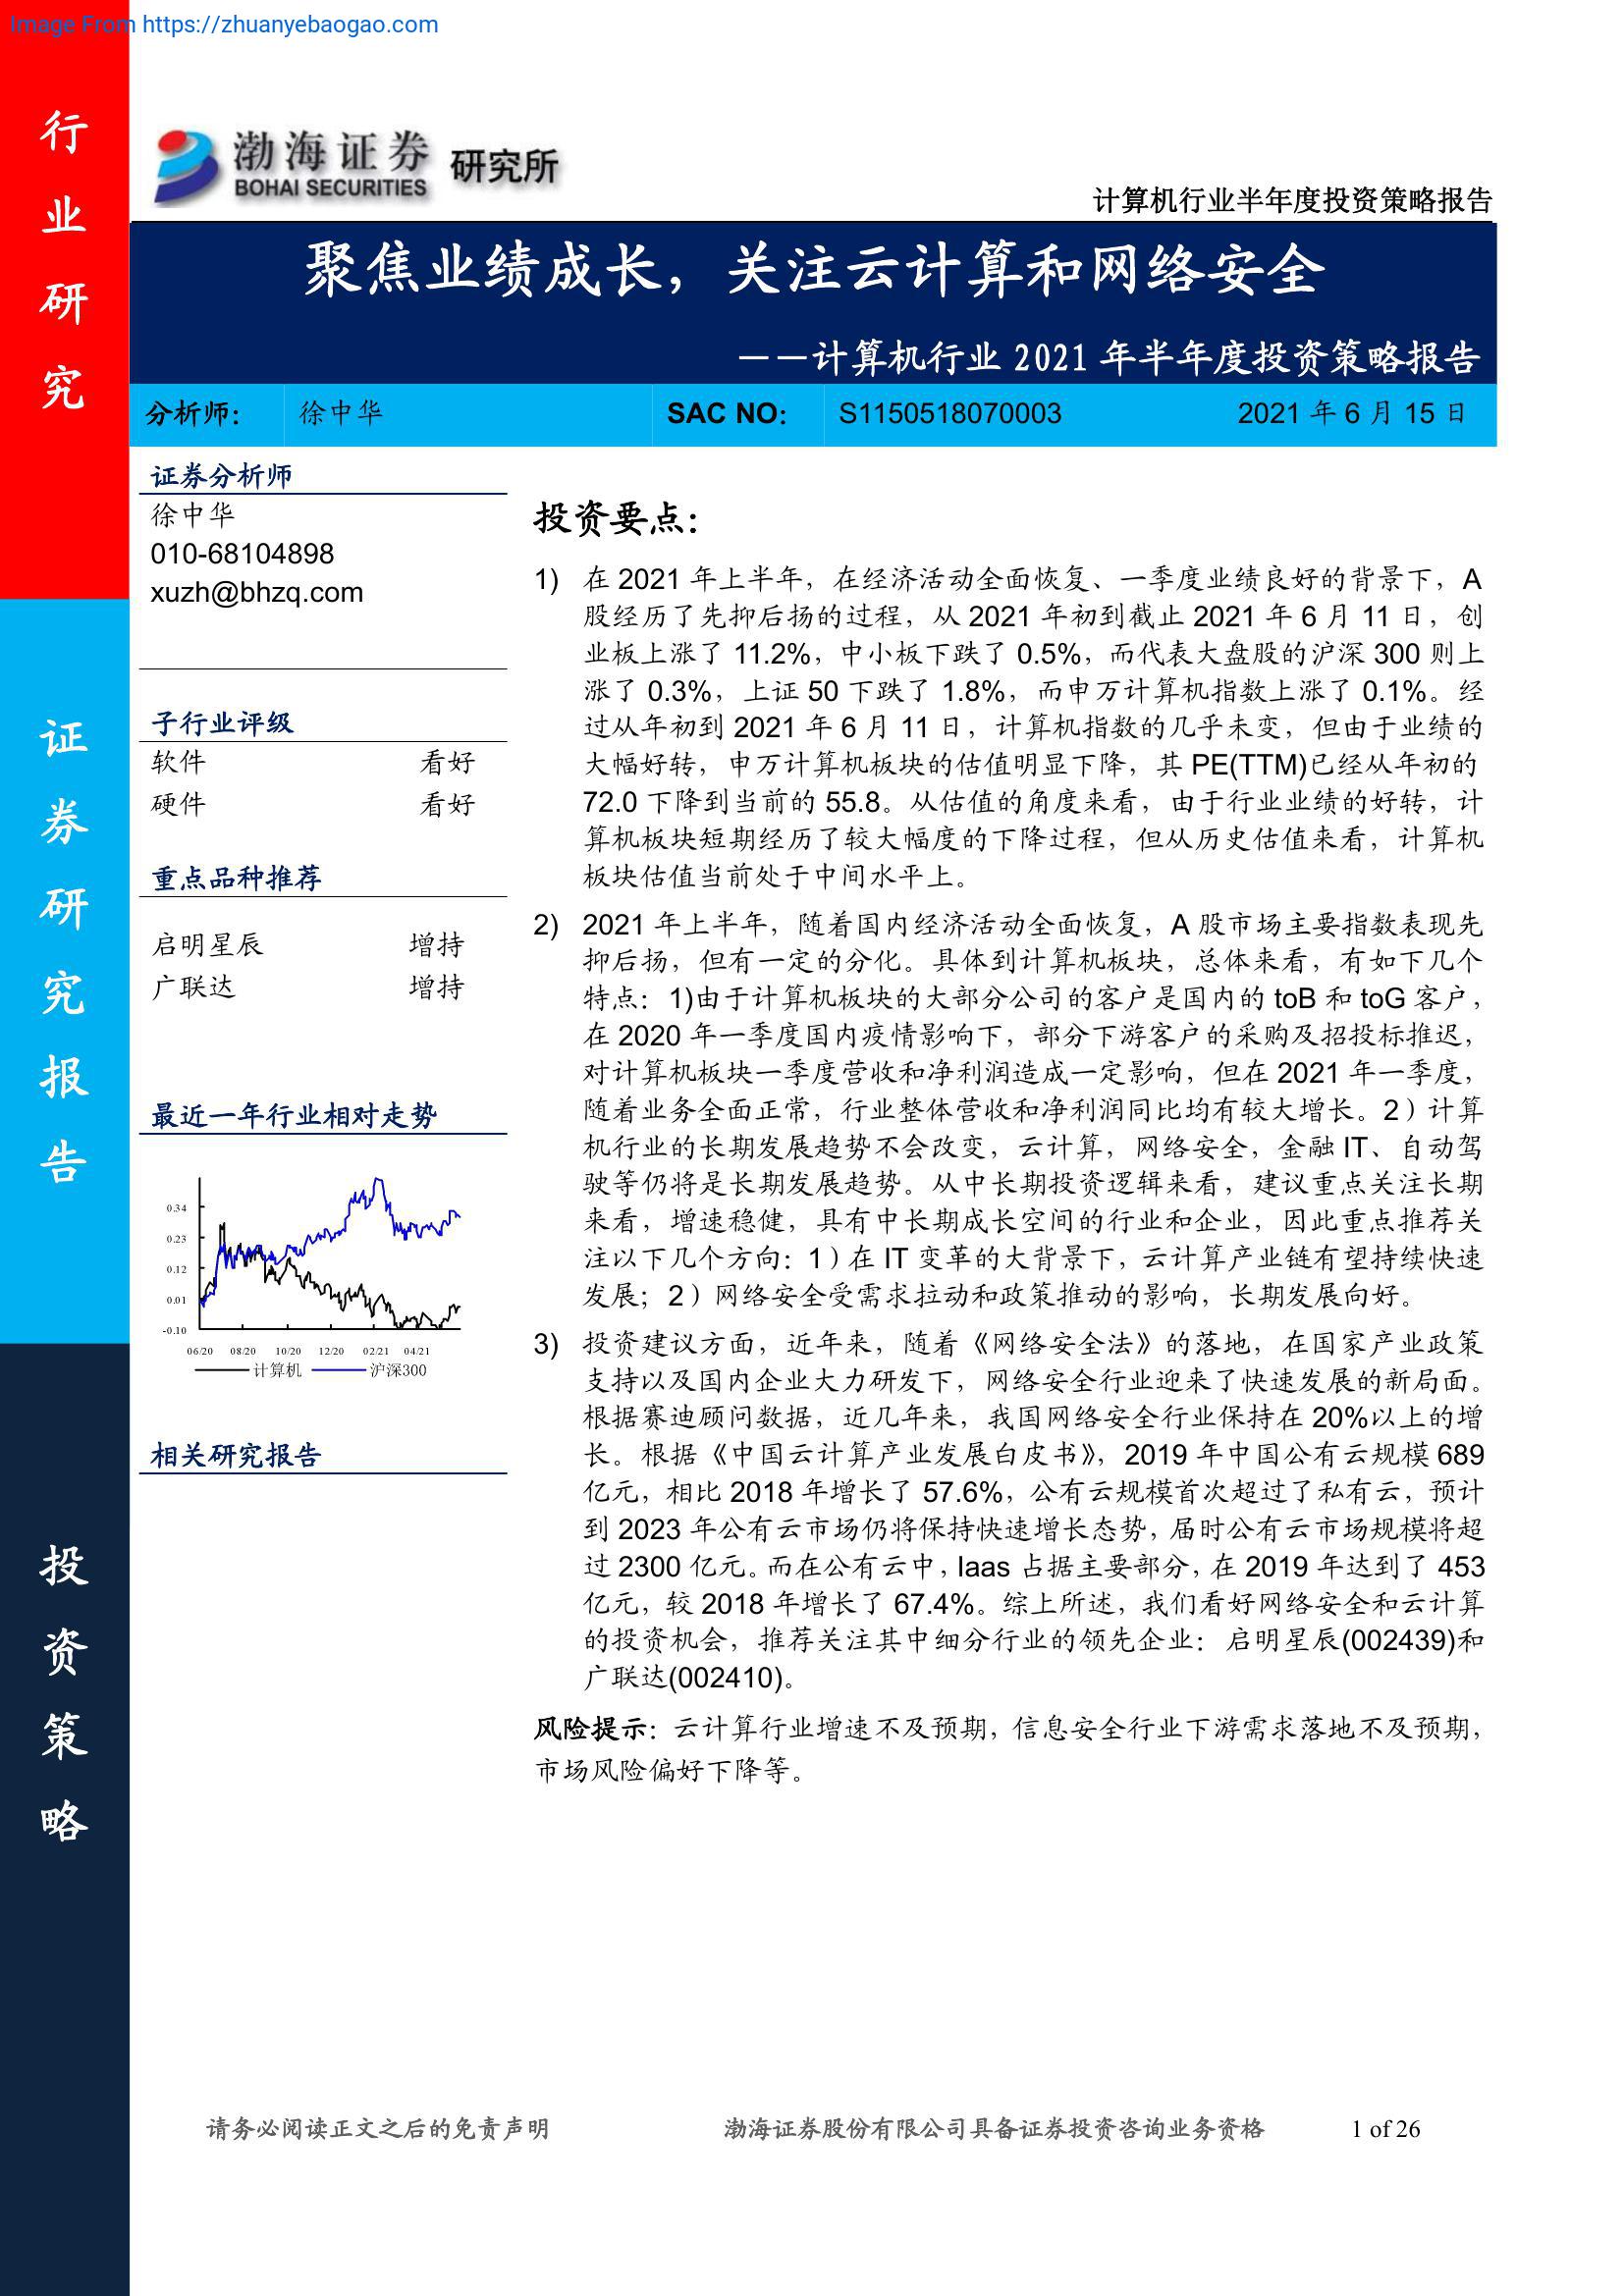 Image From https://zhuanyebaogao.com
行业研究
证券研究报告
投资策略
渤海证券 研究所
BOHAI SECURITIES
计算机行业半年度投资策略报告
聚焦业绩成长，关注云计算和网络安全
——计算机行业 2021 年半年度投资策略报告
分析师： 徐中华 SAC NO： S1150518070003 2021 年 6 月 15 日
证券分析师
徐中华
010-68104898
xuzh@bhzq.com
子行业评级
软件 看好
硬件 看好
重点品种推荐
启明星辰 增持
广联达 增持
最近一年行业相对走势
0.34
0.23
0.12
0.01
-0.10
06/20 08/20 10/20 12/20 02/21 04/21
计算机 沪深300
相关研究报告
投资要点：
1) 在 2021 年上半年，在经济活动全面恢复、一季度业绩良好的背景下，A
股经历了先抑后扬的过程，从 2021 年初到截止 2021 年 6 月 11 日，创
业板上涨了 11.2%，中小板下跌了 0.5%，而代表大盘股的沪深 300 则上
涨了 0.3%，上证 50 下跌了 1.8%，而申万计算机指数上涨了 0.1%。经
过从年初到 2021 年 6 月 11 日，计算机指数的几乎未变，但由于业绩的
大幅好转，申万计算机板块的估值明显下降，其 PE(TTM)已经从年初的
72.0 下降到当前的 55.8。从估值的角度来看，由于行业业绩的好转，计
算机板块短期经历了较大幅度的下降过程，但从历史估值来看，计算机
板块估值当前处于中间水平上。
2) 2021 年上半年，随着国内经济活动全面恢复，A 股市场主要指数表现先
抑后扬，但有一定的分化。具体到计算机板块，总体来看，有如下几个
特点：1)由于计算机板块的大部分公司的客户是国内的 toB 和 toG 客户，
在 2020 年一季度国内疫情影响下，部分下游客户的采购及招投标推迟，
对计算机板块一季度营收和净利润造成一定影响，但在 2021 年一季度，
随着业务全面正常，行业整体营收和净利润同比均有较大增长。2）计算
机行业的长期发展趋势不会改变，云计算，网络安全，金融 IT、自动驾
驶等仍将是长期发展趋势。从中长期投资逻辑来看，建议重点关注长期
来看，增速稳健，具有中长期成长空间的行业和企业，因此重点推荐关
注以下几个方向：1）在 IT 变革的大背景下，云计算产业链有望持续快速
发展；2）网络安全受需求拉动和政策推动的影响，长期发展向好。
3) 投资建议方面，近年来，随着《网络安全法》的落地，在国家产业政策
支持以及国内企业大力研发下，网络安全行业迎来了快速发展的新局面。
根据赛迪顾问数据，近几年来，我国网络安全行业保持在 20%以上的增
长。根据《中国云计算产业发展白皮书》，2019 年中国公有云规模 689
亿元，相比 2018 年增长了 57.6%，公有云规模首次超过了私有云，预计
到 2023 年公有云市场仍将保持快速增长态势，届时公有云市场规模将超
过 2300 亿元。而在公有云中，Iaas 占据主要部分，在 2019 年达到了 453
亿元，较 2018 年增长了 67.4%。综上所述，我们看好网络安全和云计算
的投资机会，推荐关注其中细分行业的领先企业：启明星辰(002439)和
广联达(002410)。
风险提示：云计算行业增速不及预期，信息安全行业下游需求落地不及预期，
市场风险偏好下降等。
请务必阅读正文之后的免责声明 渤海证券股份有限公司具备证券投资咨询业务资格 1 of 26